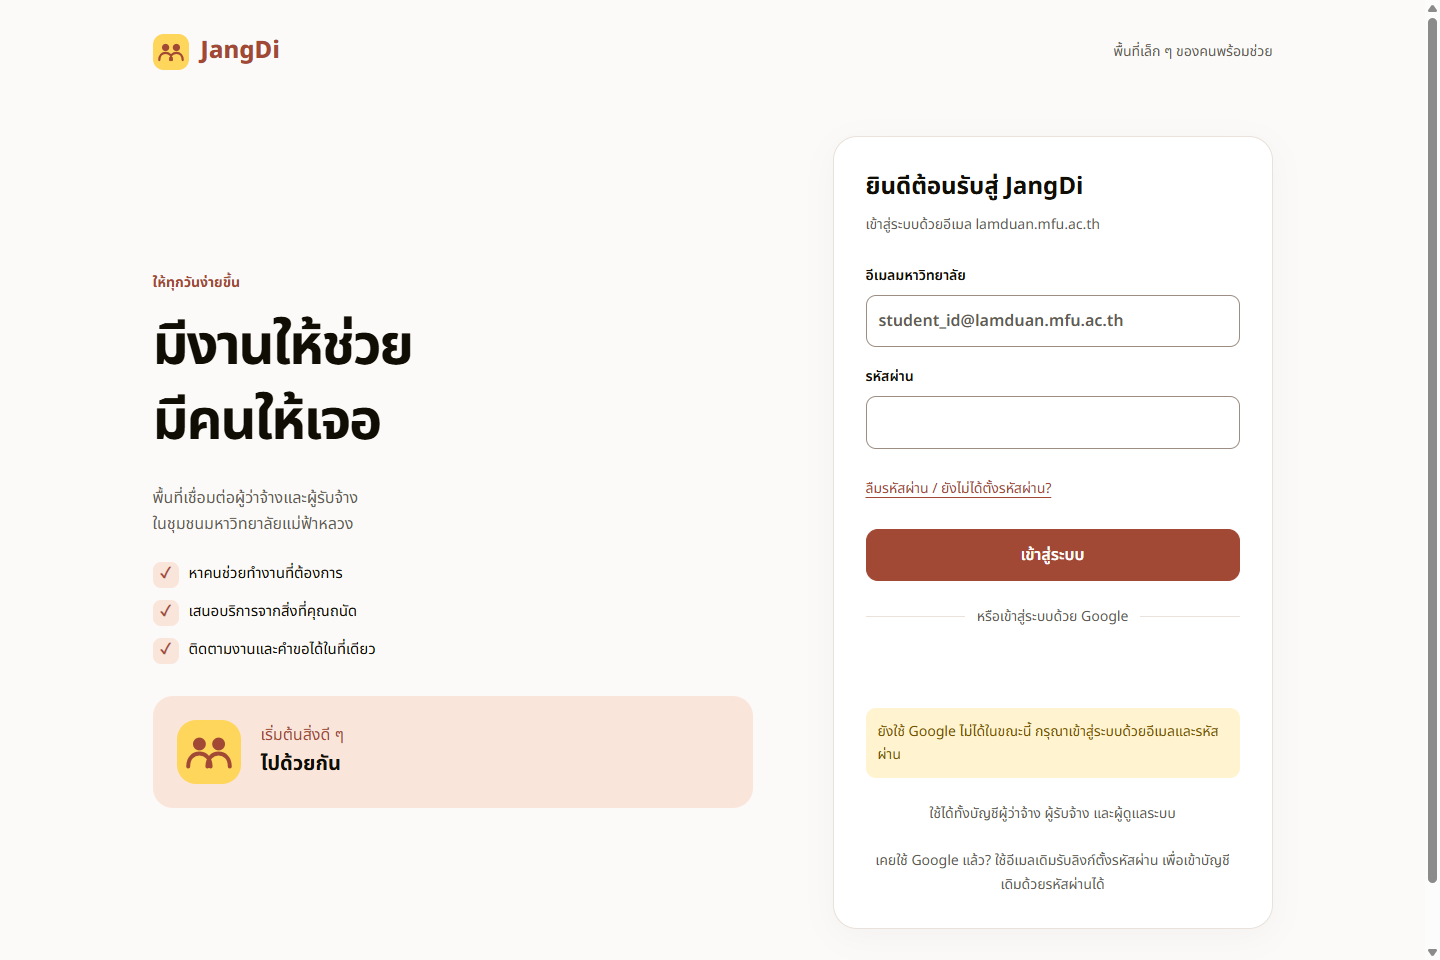 JangDi
พื้นที่เล็ก ๆ ของคนพร้อมช่วย
ให้ทุกวันง่ายขึ้น
มีงานให้ช่วย
มีคนให้เจอ
พื้นที่เชื่อมต่อผู้ว่าจ้างและผู้รับจ้าง
ในชุมชนมหาวิทยาลัยแม่ฟ้าหลวง
หาคนช่วยทำงานที่ต้องการ
เสนอบริการจากสิ่งที่คุณถนัด
ติดตามงานและคำขอได้ในที่เดียว
เริ่มต้นสิ่งดี ๆ
ไปด้วยกัน
ยินดีต้อนรับสู่ JangDi
เข้าสู่ระบบด้วยอีเมล lamduan.mfu.ac.th
อีเมลมหาวิทยาลัย
student_id@lamduan.mfu.ac.th
รหัสผ่าน
ลืมรหัสผ่าน / ยังไม่ได้ตั้งรหัสผ่าน?
เข้าสู่ระบบ
หรือเข้าสู่ระบบด้วย Google
ยังใช้ Google ไม่ได้ในขณะนี้ กรุณาเข้าสู่ระบบด้วยอีเมลและรหัส
ผ่าน
ใช้ได้ทั้งบัญชีผู้ว่าจ้าง ผู้รับจ้าง และผู้ดูแลระบบ
เคยใช้ Google แล้ว? ใช้อีเมลเดิมรับลิงก์ตั้งรหัสผ่าน เพื่อเข้าบัญชี
เดิมด้วยรหัสผ่านได้